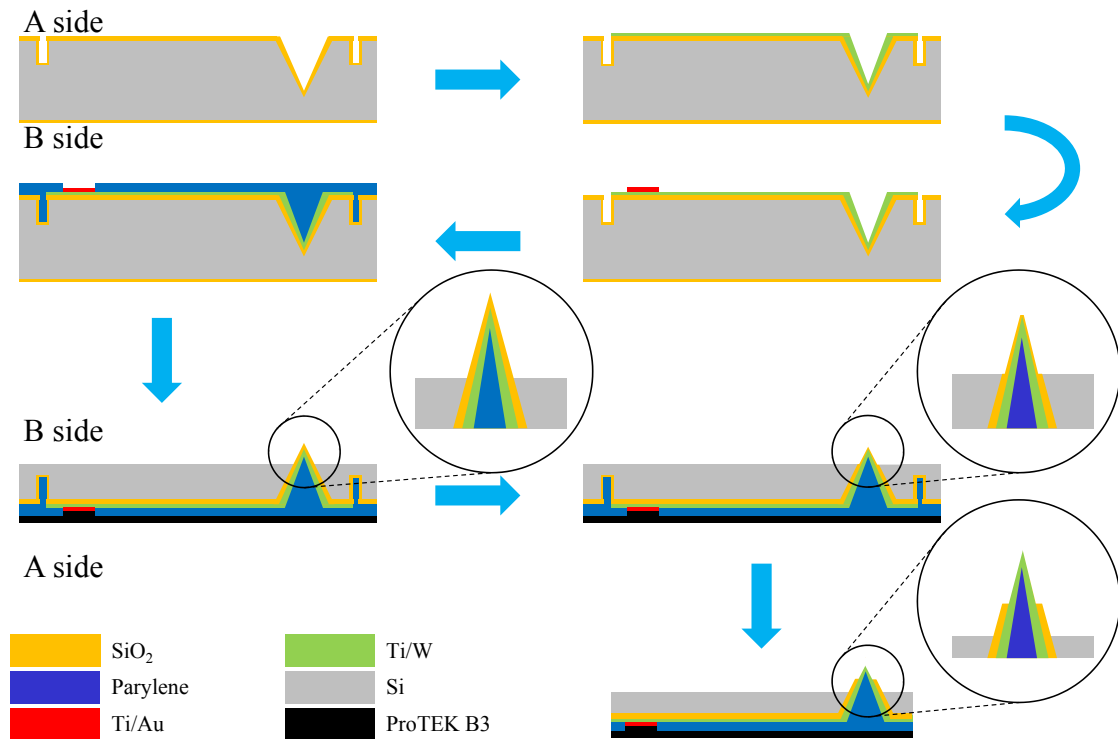 A side
B side
B side
A side
SiO₂
Ti/W
Parylene
Si
Ti/Au
ProTEK B3